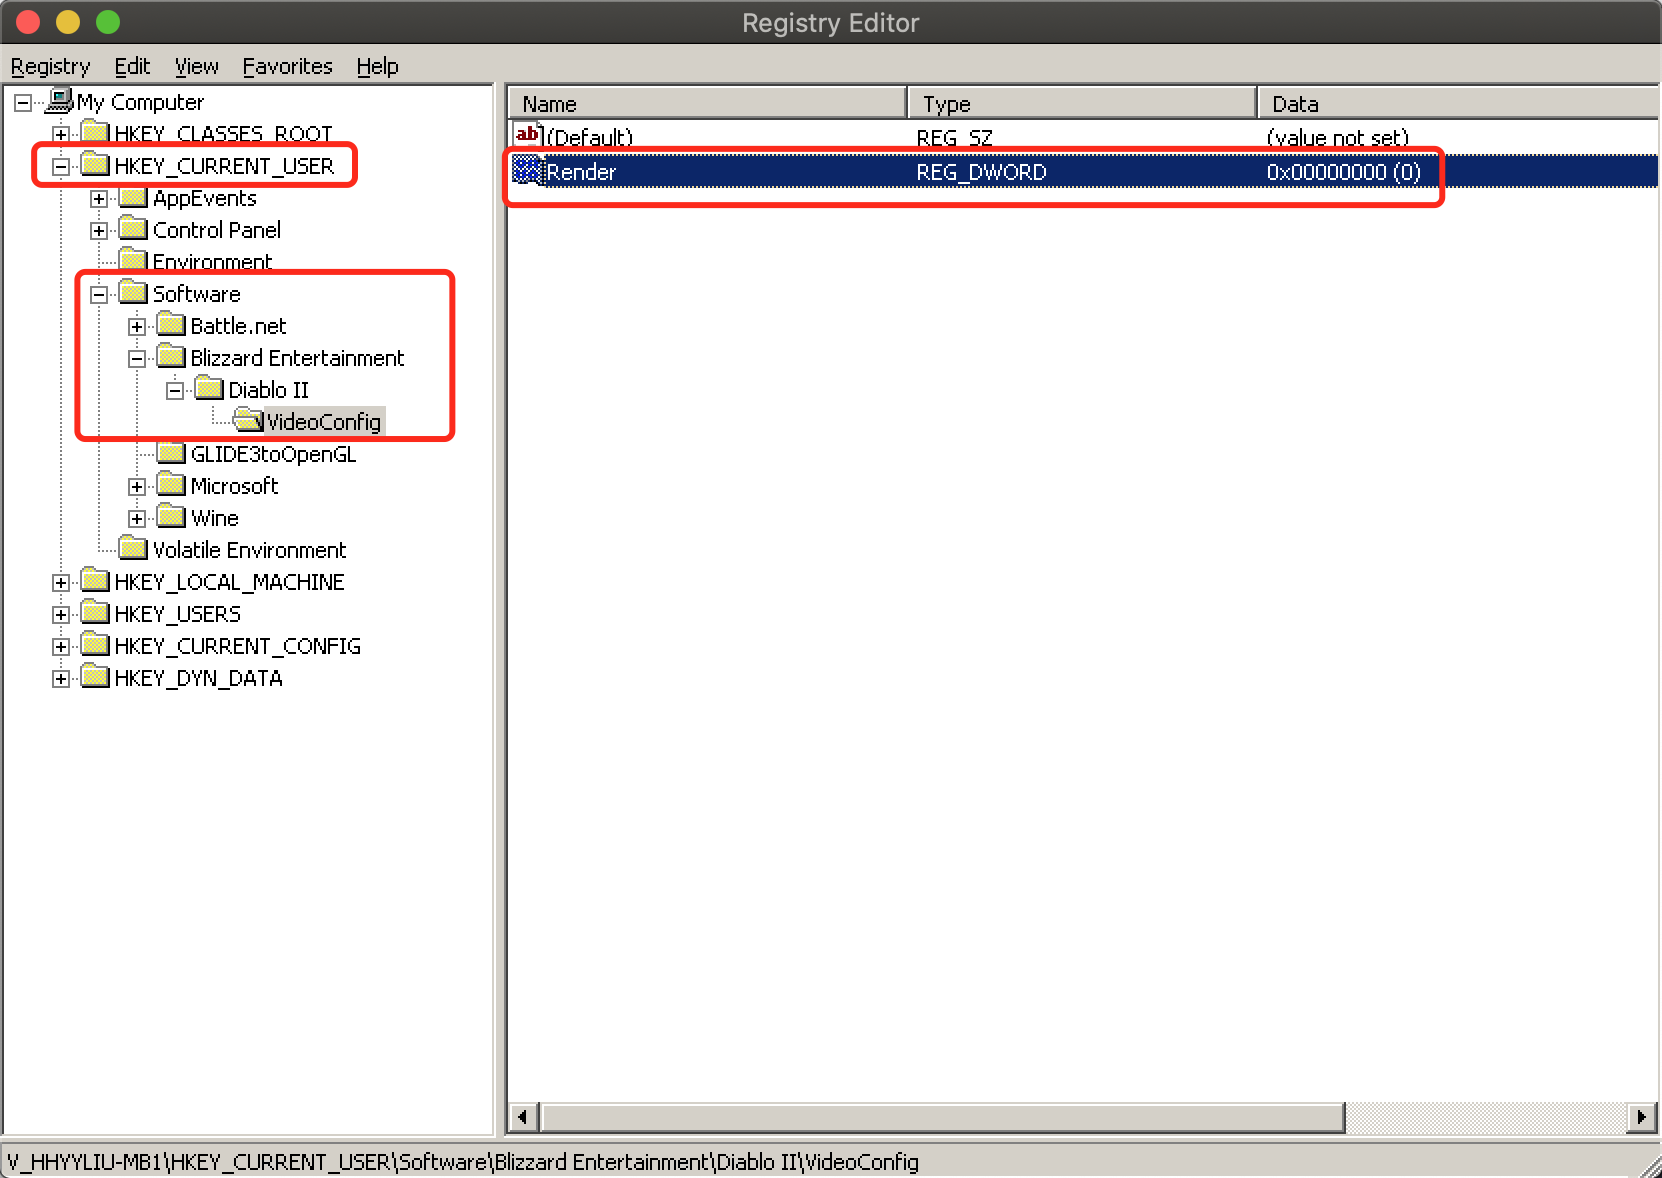 Registry Editor
Registry Edit View Favorites Help
My Computer
HKEY_CLASSES_ROOT
HKEY_CURRENT_USER
AppEvents
Control Panel
Environment
Software
Battle.net
Blizzard Entertainment
Diablo II
VideoConfig
GLIDE3toOpenGL
Microsoft
Wine
Volatile Environment
HKEY_LOCAL_MACHINE
HKEY_USERS
HKEY_CURRENT_CONFIG
HKEY_DYN_DATA
Name Type Data
ab (Default) REG_SZ (value not set)
Render REG_DWORD 0x00000000 (0)
V_HHYYLIU-MB1\HKEY_CURRENT_USER\Software\Blizzard Entertainment\Diablo II\VideoConfig